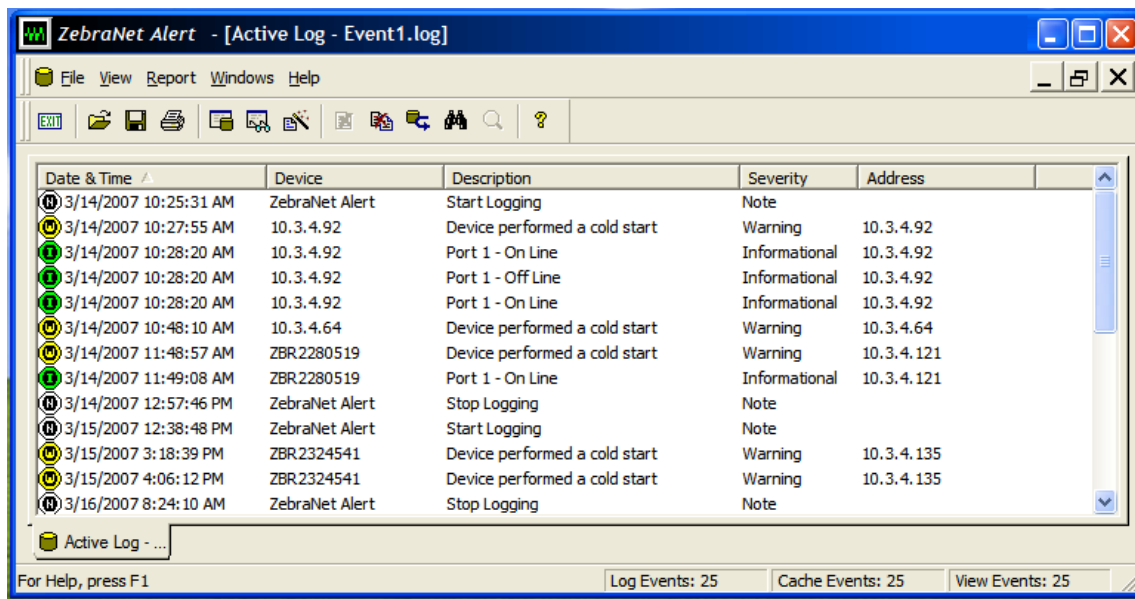 ZebraNet Alert - [Active Log - Event1.log]
File View Report Windows Help
EXIT
Date & Time Device Description Severity Address
N 3/14/2007 10:25:31 AM ZebraNet Alert Start Logging Note
W 3/14/2007 10:27:55 AM 10.3.4.92 Device performed a cold start Warning 10.3.4.92
I 3/14/2007 10:28:20 AM 10.3.4.92 Port 1 - On Line Informational 10.3.4.92
I 3/14/2007 10:28:20 AM 10.3.4.92 Port 1 - Off Line Informational 10.3.4.92
I 3/14/2007 10:28:20 AM 10.3.4.92 Port 1 - On Line Informational 10.3.4.92
W 3/14/2007 10:48:10 AM 10.3.4.64 Device performed a cold start Warning 10.3.4.64
W 3/14/2007 11:48:57 AM ZBR2280519 Device performed a cold start Warning 10.3.4.121
I 3/14/2007 11:49:08 AM ZBR2280519 Port 1 - On Line Informational 10.3.4.121
N 3/14/2007 12:57:46 PM ZebraNet Alert Stop Logging Note
N 3/15/2007 12:38:48 PM ZebraNet Alert Start Logging Note
W 3/15/2007 3:18:39 PM ZBR2324541 Device performed a cold start Warning 10.3.4.135
W 3/15/2007 4:06:12 PM ZBR2324541 Device performed a cold start Warning 10.3.4.135
N 3/16/2007 8:24:10 AM ZebraNet Alert Stop Logging Note
Active Log - ...
For Help, press F1 Log Events: 25 Cache Events: 25 View Events: 25